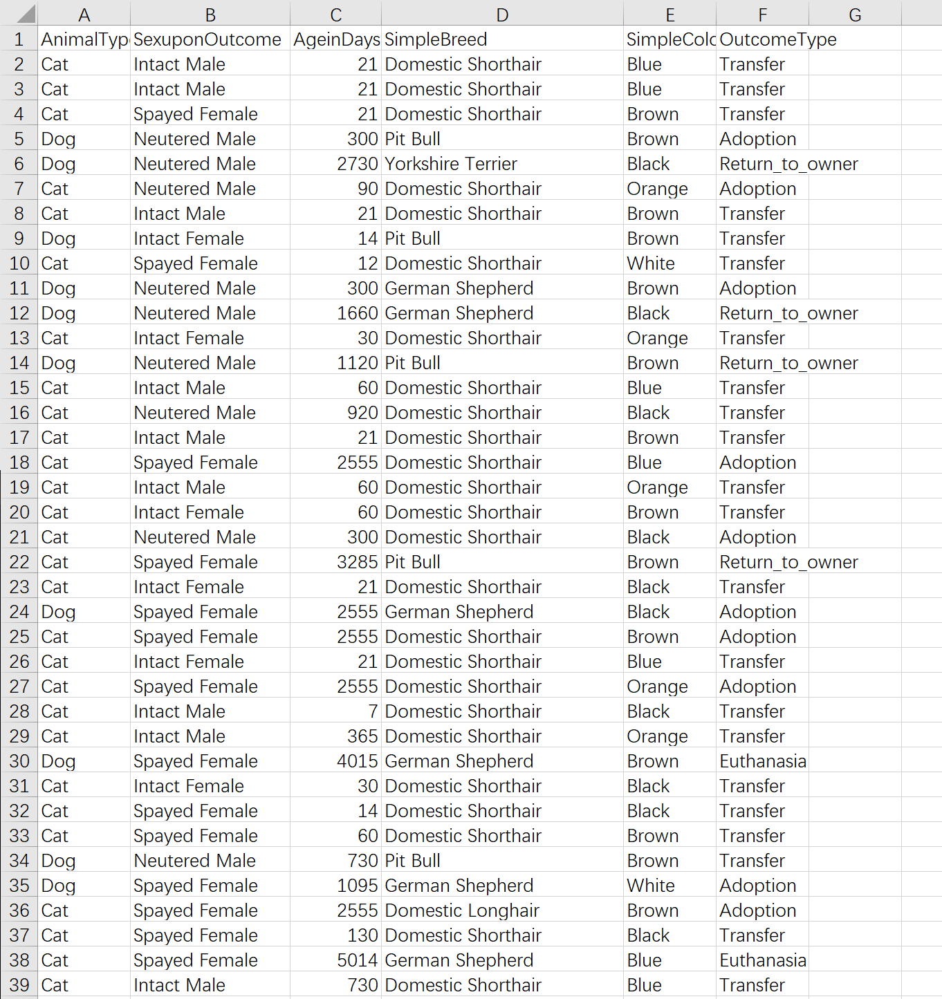 A B C D E F G
1 AnimalTyp SexuponOutcome AgeinDays SimpleBreed SimpleColo OutcomeType
2 Cat Intact Male 21 Domestic Shorthair Blue Transfer
3 Cat Intact Male 21 Domestic Shorthair Blue Transfer
4 Cat Spayed Female 21 Domestic Shorthair Brown Transfer
5 Dog Neutered Male 300 Pit Bull Brown Adoption
6 Dog Neutered Male 2730 Yorkshire Terrier Black Return_to_owner
7 Cat Neutered Male 90 Domestic Shorthair Orange Adoption
8 Cat Intact Male 21 Domestic Shorthair Brown Transfer
9 Dog Intact Female 14 Pit Bull Brown Transfer
10 Cat Spayed Female 12 Domestic Shorthair White Transfer
11 Dog Neutered Male 300 German Shepherd Brown Adoption
12 Dog Neutered Male 1660 German Shepherd Black Return_to_owner
13 Cat Intact Female 30 Domestic Shorthair Orange Transfer
14 Dog Neutered Male 1120 Pit Bull Brown Return_to_owner
15 Cat Intact Male 60 Domestic Shorthair Blue Transfer
16 Cat Neutered Male 920 Domestic Shorthair Black Transfer
17 Cat Intact Male 21 Domestic Shorthair Brown Transfer
18 Cat Spayed Female 2555 Domestic Shorthair Blue Adoption
19 Cat Intact Male 60 Domestic Shorthair Orange Transfer
20 Cat Intact Female 60 Domestic Shorthair Brown Transfer
21 Cat Neutered Male 300 Domestic Shorthair Black Adoption
22 Cat Spayed Female 3285 Pit Bull Brown Return_to_owner
23 Cat Intact Female 21 Domestic Shorthair Black Transfer
24 Dog Spayed Female 2555 German Shepherd Black Adoption
25 Cat Spayed Female 2555 Domestic Shorthair Brown Adoption
26 Cat Intact Female 21 Domestic Shorthair Blue Transfer
27 Cat Spayed Female 2555 Domestic Shorthair Orange Adoption
28 Cat Intact Male 7 Domestic Shorthair Black Transfer
29 Cat Intact Male 365 Domestic Shorthair Orange Transfer
30 Dog Spayed Female 4015 German Shepherd Brown Euthanasia
31 Cat Intact Female 30 Domestic Shorthair Black Transfer
32 Cat Spayed Female 14 Domestic Shorthair Black Transfer
33 Cat Spayed Female 60 Domestic Shorthair Brown Transfer
34 Dog Neutered Male 730 Pit Bull Brown Transfer
35 Dog Spayed Female 1095 German Shepherd White Adoption
36 Cat Spayed Female 2555 Domestic Longhair Brown Adoption
37 Cat Spayed Female 130 Domestic Shorthair Black Transfer
38 Cat Spayed Female 5014 German Shepherd Blue Euthanasia
39 Cat Intact Male 730 Domestic Shorthair Blue Transfer